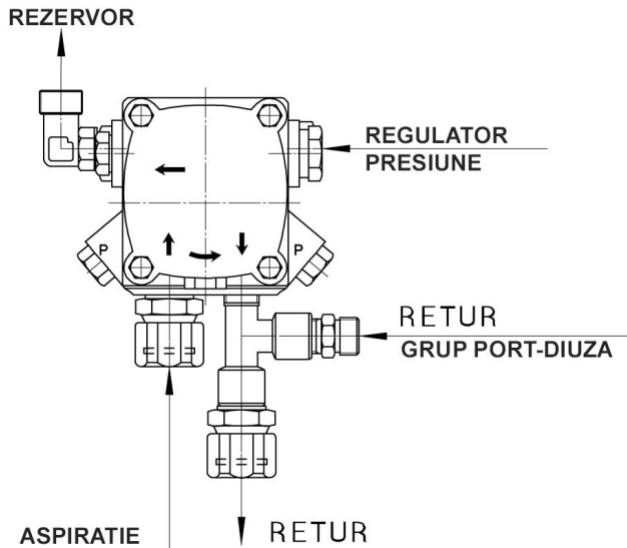 REZERVOR
REGULATOR
PRESIUNE
P
P
RETUR
GRUP PORT-DIUZA
ASPIRATIE
RETUR